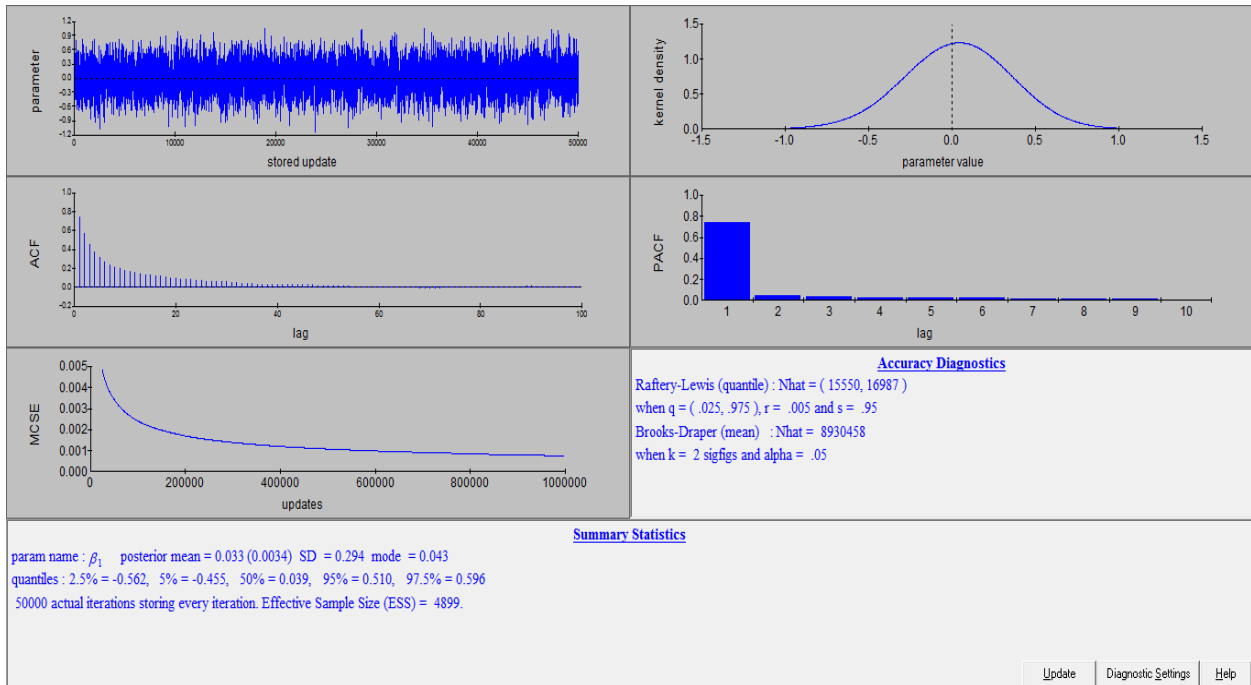 parameter
1.2
0.9
0.6
0.3
0.0
-0.3
-0.6
-0.9
-1.2
0 10000 20000 30000 40000 50000
stored update
kernel density
1.5
1.0
0.5
0.0
-1.5 -1.0 -0.5 0.0 0.5 1.0 1.5
parameter value
ACF
1.0
0.8
0.6
0.4
0.2
0.0
-0.2
0 20 40 60 80 100
lag
PACF
1.0
0.8
0.6
0.4
0.2
0.0
1 2 3 4 5 6 7 8 9 10
lag
MCSE
0.005
0.004
0.003
0.002
0.001
0.000
0 200000 400000 600000 800000 1000000
updates
Accuracy Diagnostics
Raftery-Lewis (quantile) : Nhat = ( 15550, 16987 )
when q = ( .025, .975 ), r = .005 and s = .95
Brooks-Draper (mean) : Nhat = 8930458
when k = 2 sigfigs and alpha = .05
Summary Statistics
param name : β1 posterior mean = 0.033 (0.0034) SD = 0.294 mode = 0.043
quantiles : 2.5% = -0.562, 5% = -0.455, 50% = 0.039, 95% = 0.510, 97.5% = 0.596
50000 actual iterations storing every iteration. Effective Sample Size (ESS) = 4899.
Update Diagnostic Settings Help